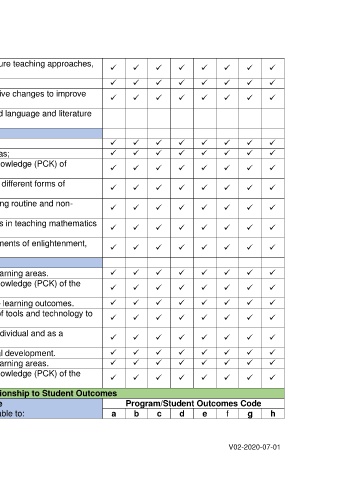 ure teaching approaches,
✓ ✓ ✓ ✓ ✓ ✓ ✓ ✓
✓ ✓ ✓ ✓ ✓ ✓ ✓ ✓
ive changes to improve
✓ ✓ ✓ ✓ ✓ ✓ ✓ ✓
d language and literature
✓ ✓ ✓ ✓ ✓ ✓ ✓ ✓
as; ✓ ✓ ✓ ✓ ✓ ✓ ✓ ✓
owledge (PCK) of
✓ ✓ ✓ ✓ ✓ ✓ ✓ ✓
different forms of
✓ ✓ ✓ ✓ ✓ ✓ ✓ ✓
ng routine and non-
✓ ✓ ✓ ✓ ✓ ✓ ✓ ✓
s in teaching mathematics
✓ ✓ ✓ ✓ ✓ ✓ ✓ ✓
ments of enlightenment,
✓ ✓ ✓ ✓ ✓ ✓ ✓ ✓
arning areas. ✓ ✓ ✓ ✓ ✓ ✓ ✓ ✓
owledge (PCK) of the
✓ ✓ ✓ ✓ ✓ ✓ ✓ ✓
learning outcomes. ✓ ✓ ✓ ✓ ✓ ✓ ✓ ✓
of tools and technology to
✓ ✓ ✓ ✓ ✓ ✓ ✓ ✓
dividual and as a
✓ ✓ ✓ ✓ ✓ ✓ ✓ ✓
al development. ✓ ✓ ✓ ✓ ✓ ✓ ✓ ✓
arning areas. ✓ ✓ ✓ ✓ ✓ ✓ ✓ ✓
owledge (PCK) of the
✓ ✓ ✓ ✓ ✓ ✓ ✓ ✓
ionship to Student Outcomes
e Program/Student Outcomes Code
able to: a b c d e f g h
V02-2020-07-01